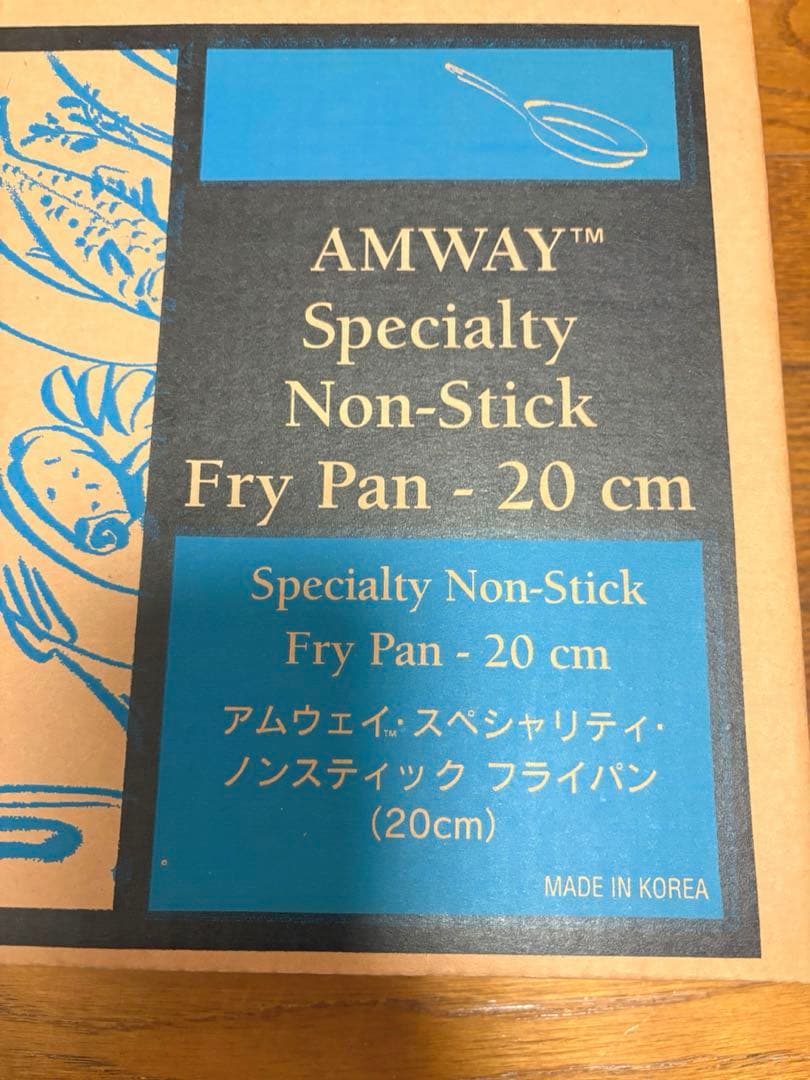 AMWAY™
Specialty
Non-Stick
Fry Pan - 20 cm
Specialty Non-Stick
Fry Pan - 20 cm
アムウェイ™・スペシャリティ・
ノンスティック フライパン
(20cm)
MADE IN KOREA